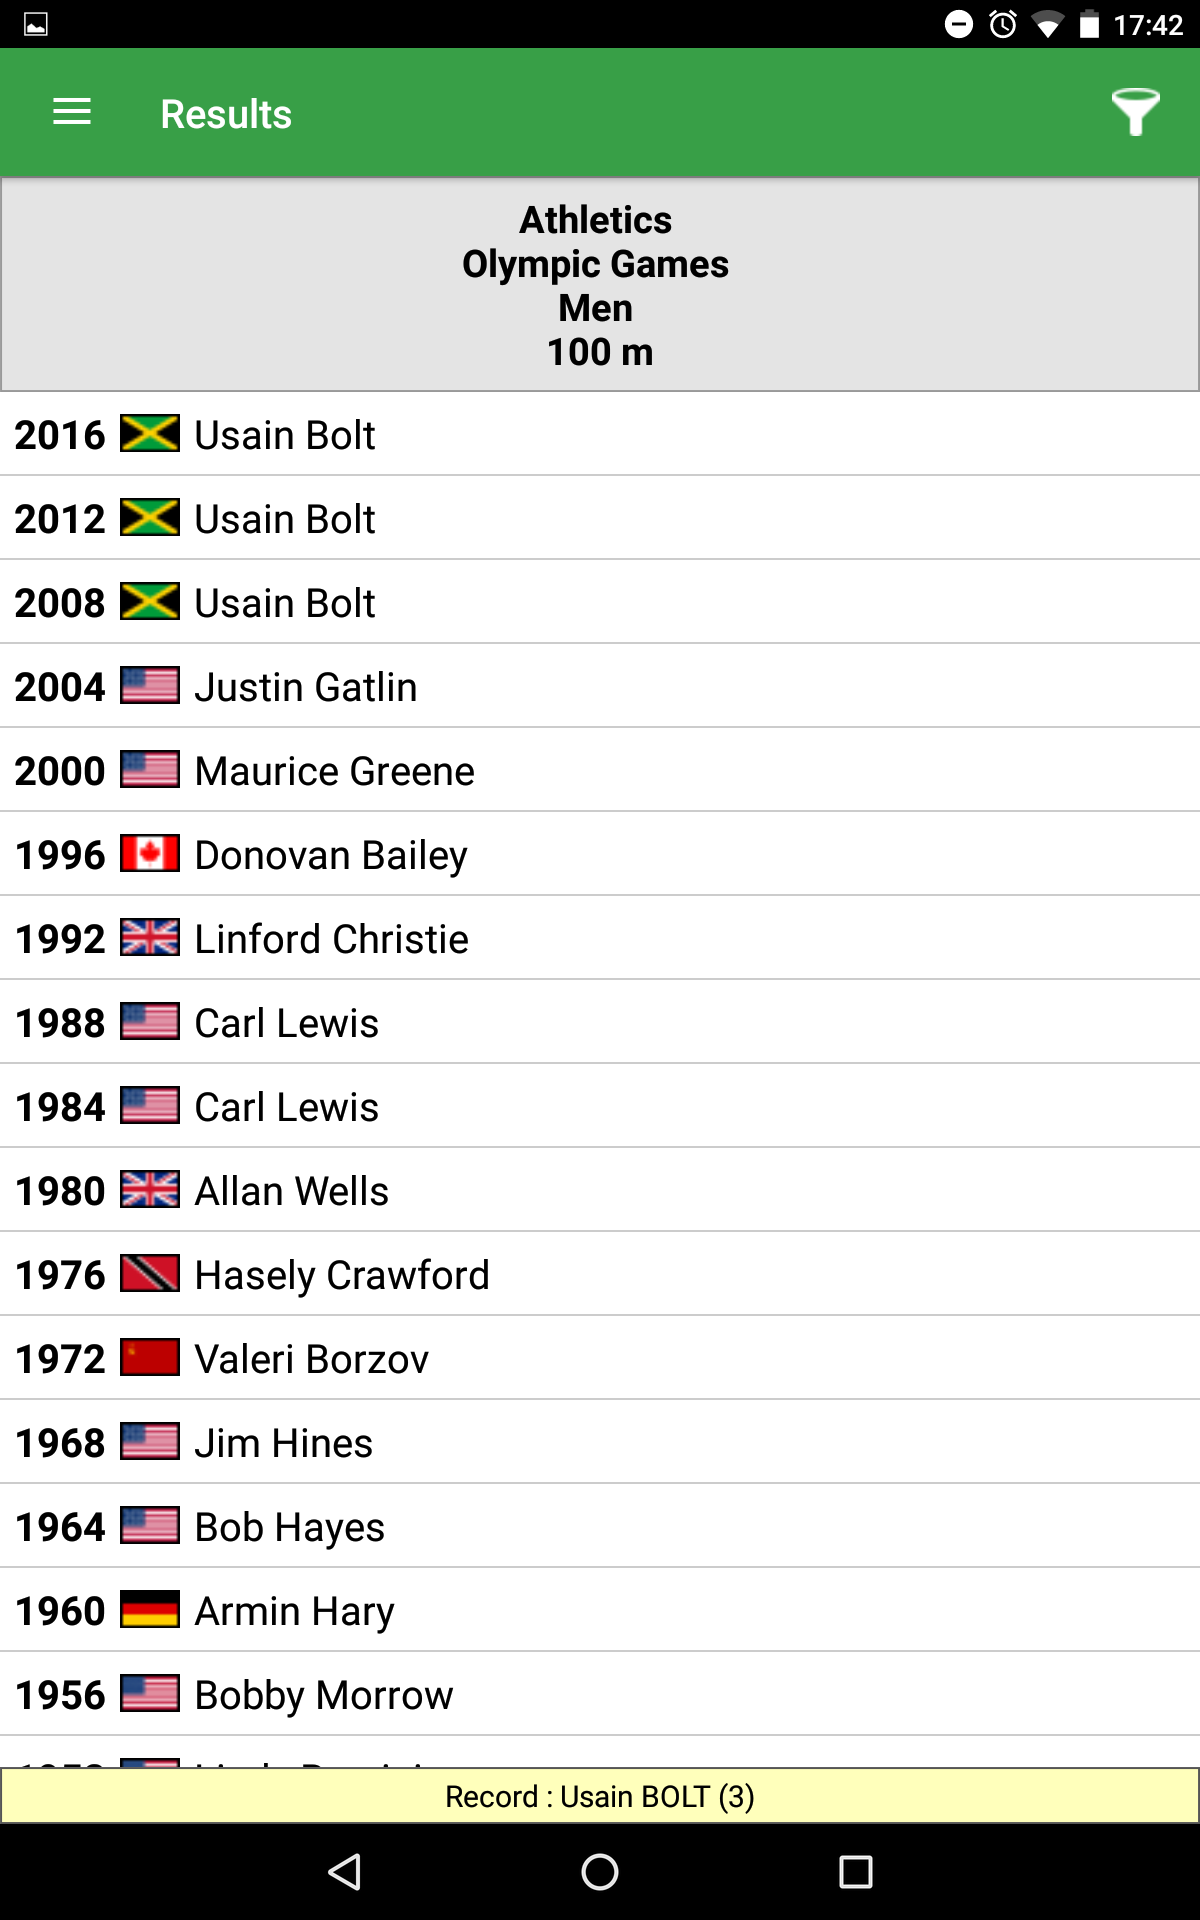 17:42
Results
Athletics
Olympic Games
Men
100 m
2016 Usain Bolt
2012 Usain Bolt
2008 Usain Bolt
2004 Justin Gatlin
2000 Maurice Greene
1996 Donovan Bailey
1992 Linford Christie
1988 Carl Lewis
1984 Carl Lewis
1980 Allan Wells
1976 Hasely Crawford
1972 Valeri Borzov
1968 Jim Hines
1964 Bob Hayes
1960 Armin Hary
1956 Bobby Morrow
Record : Usain BOLT (3)